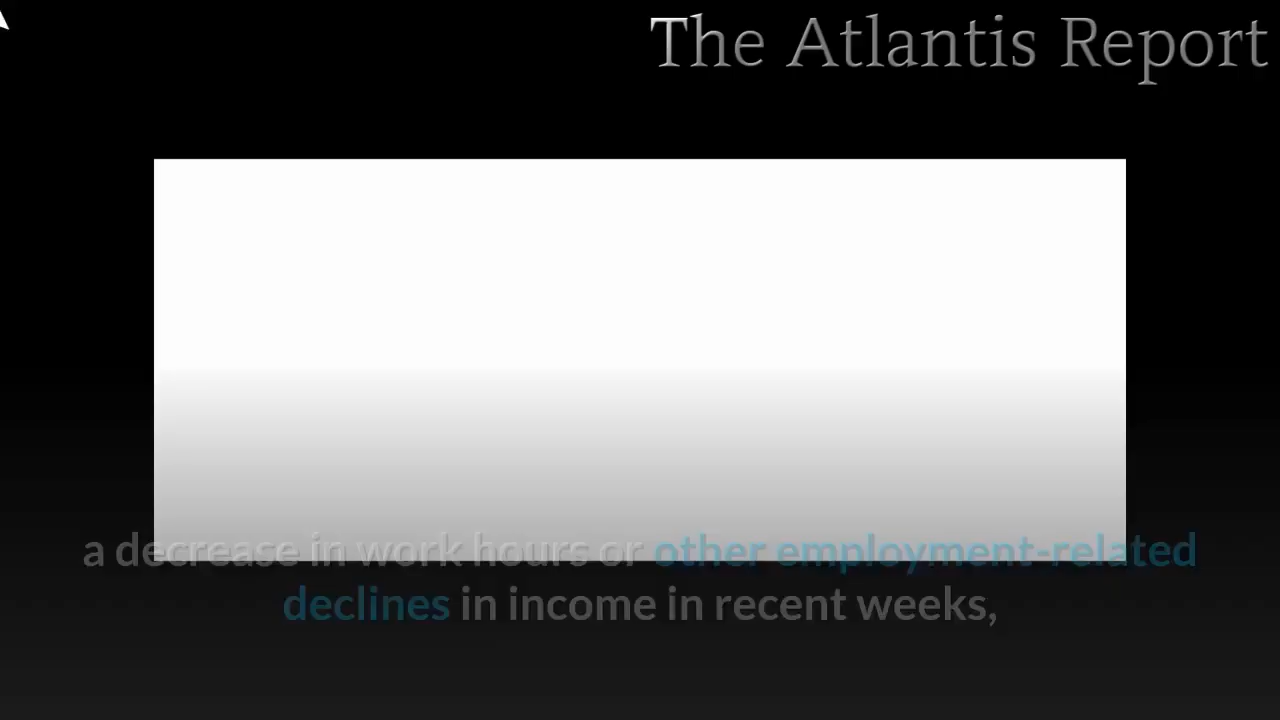 The Atlantis Report
a decrease in work hours or other employment-related
declines in income in recent weeks,